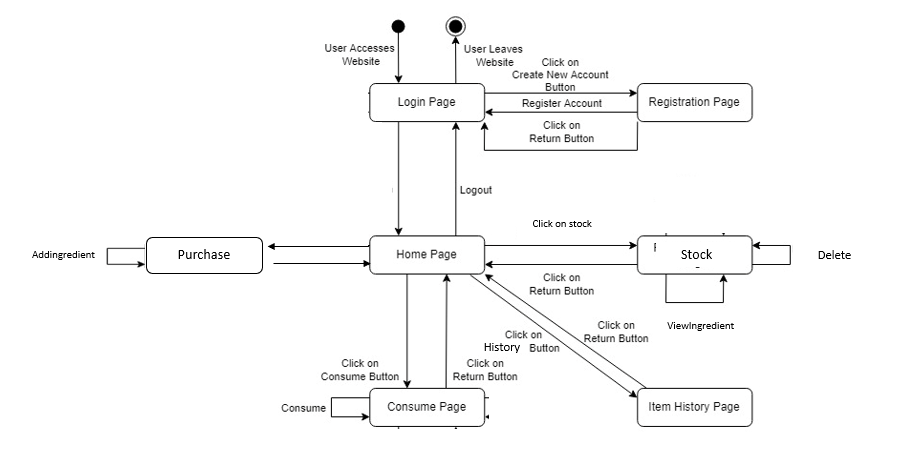 User Accesses
Website
User Leaves
Website
Click on
Create New Account
Button
Login Page
Register Account
Registration Page
Click on
Return Button
Logout
Click on stock
Addingredient
Purchase
Home Page
Stock
Delete
Click on
Return Button
ViewIngredient
Click on
History Button
Click on
Return Button
Click on
Consume Button
Click on
Return Button
Consume
Consume Page
Item History Page